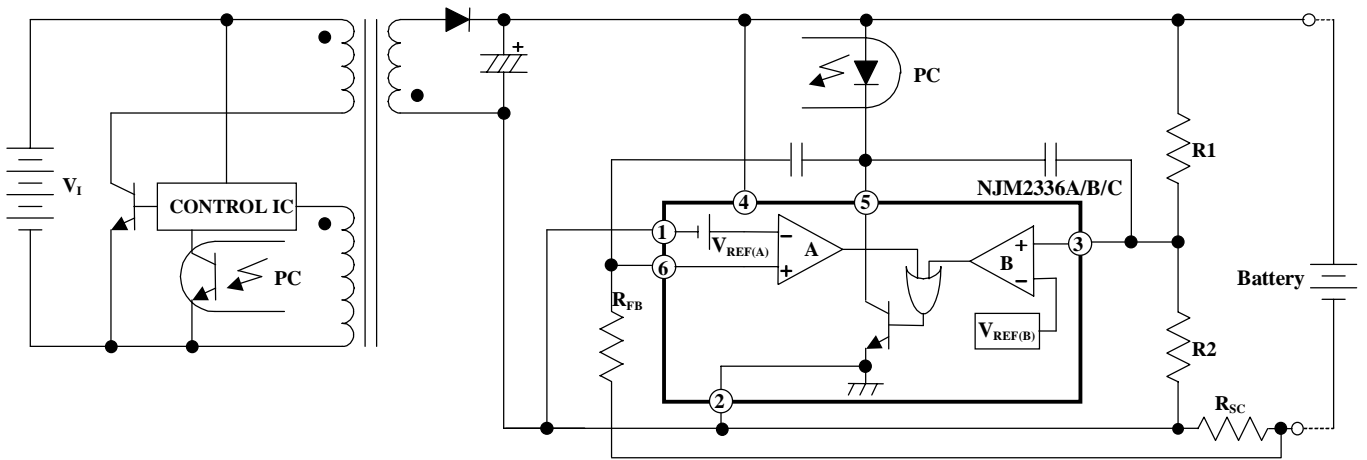 +
PC
R1
NJM2336A/B/C
V_I
CONTROL IC
4
5
1
V_REF(A)
−
A
+
B
3
6
+
−
PC
Battery
R_FB
V_REF(B)
R2
2
R_SC